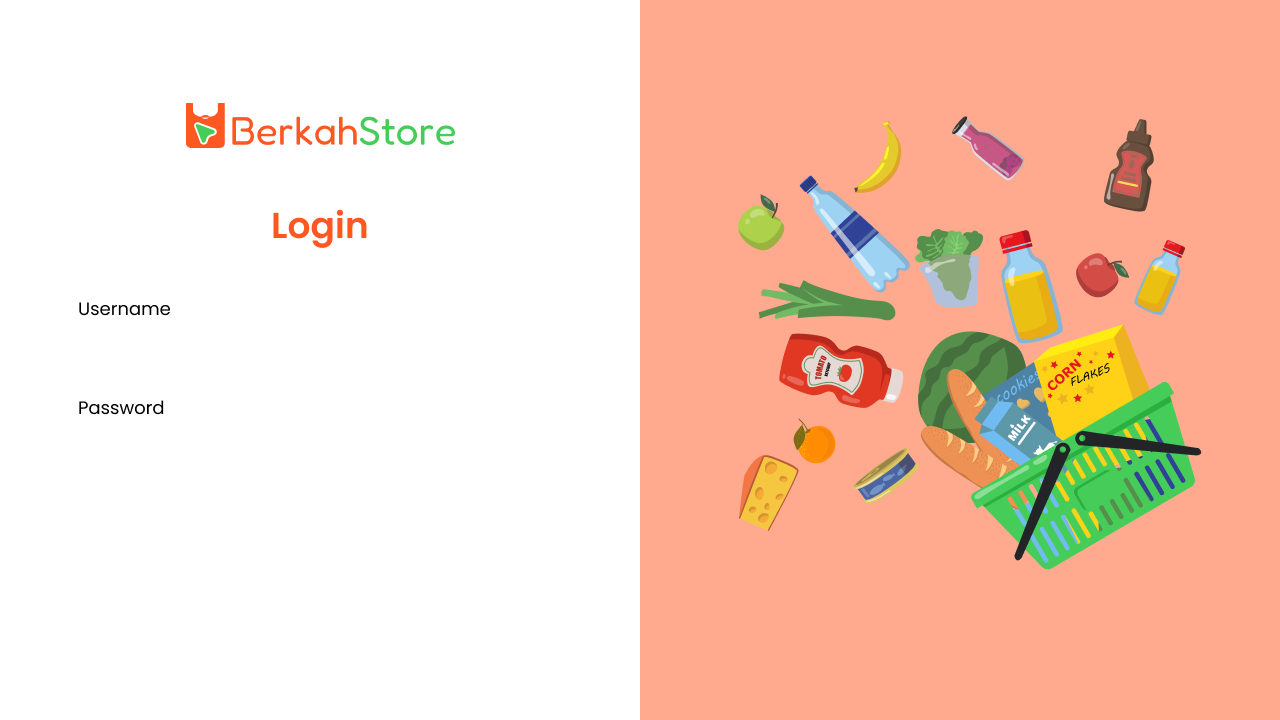 BerkahStore
Login
Username
Password
TOMATO
cookies
MILK
CORN
FLAKES